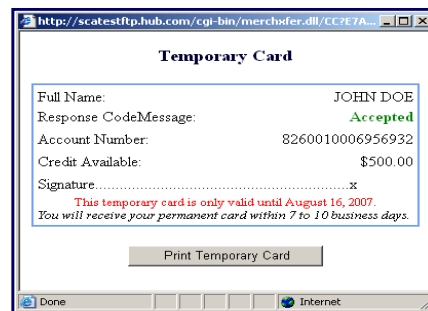 http://scatestftp.hub.com/cgi-bin/merchxfer.dll/CC?E7A...
Temporary Card
Full Name: JOHN DOE
Response CodeMessage: Accepted
Account Number: 8260010006956932
Credit Available: $500.00
Signature..................................................................x
This temporary card is only valid until August 16, 2007.
You will receive your permanent card within 7 to 10 business days.
Print Temporary Card
Done Internet